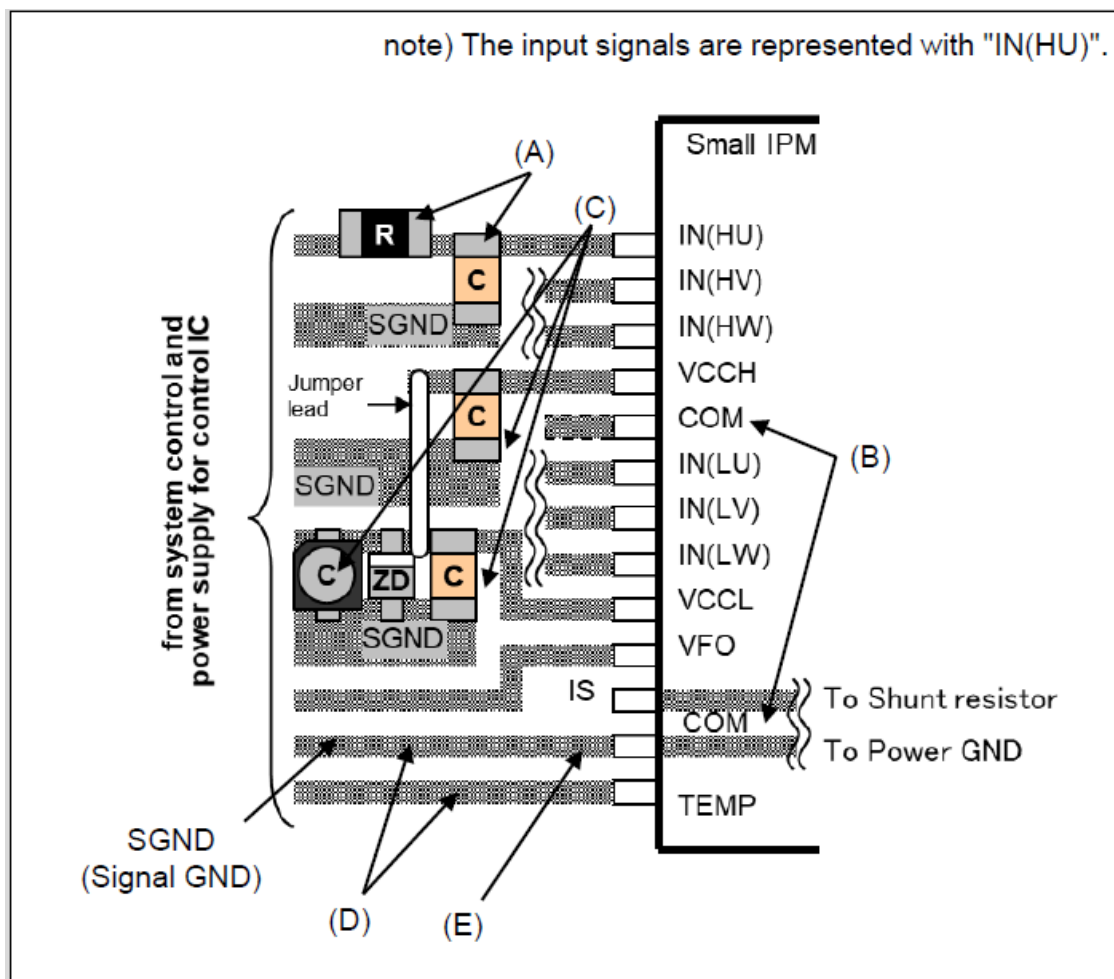 note) The input signals are represented with "IN(HU)".
Small IPM
(A)
(C)
R
IN(HU)
C
IN(HV)
SGND
IN(HW)
VCCH
Jumper
lead
C
COM
(B)
IN(LU)
SGND
IN(LV)
IN(LW)
C
ZD
C
VCCL
SGND
VFO
from system control and
power supply for control IC
IS
To Shunt resistor
COM
To Power GND
TEMP
SGND
(Signal GND)
(D)
(E)